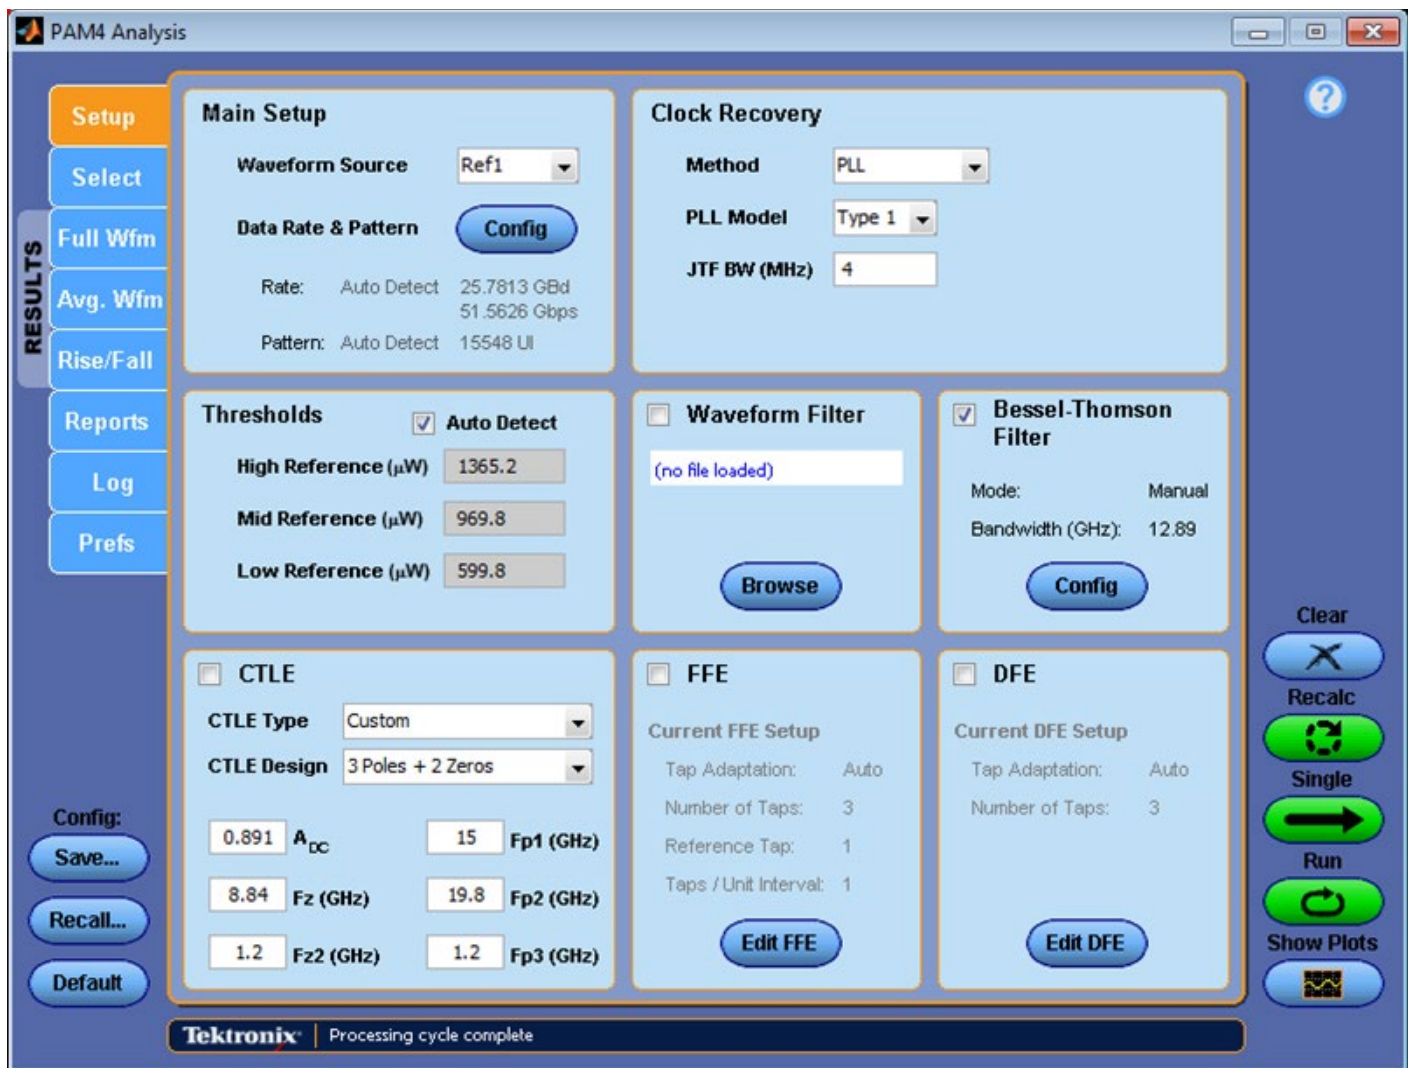 PAM4 Analysis
Setup
Select
Full Wfm
Avg. Wfm
Rise/Fall
Reports
Log
Prefs
RESULTS
Main Setup
Waveform Source Ref1
Data Rate & Pattern Config
Rate: Auto Detect 25.7813 GBd
51.5626 Gbps
Pattern: Auto Detect 15548 UI
Clock Recovery
Method PLL
PLL Model Type 1
JTF BW (MHz) 4
Thresholds Auto Detect
High Reference (μW) 1365.2
Mid Reference (μW) 969.8
Low Reference (μW) 599.8
Waveform Filter
(no file loaded)
Browse
Bessel-Thomson
Filter
Mode: Manual
Bandwidth (GHz): 12.89
Config
CTLE
CTLE Type Custom
CTLE Design 3 Poles + 2 Zeros
0.891 ADC 15 Fp1 (GHz)
8.84 Fz (GHz) 19.8 Fp2 (GHz)
1.2 Fz2 (GHz) 1.2 Fp3 (GHz)
FFE
Current FFE Setup
Tap Adaptation: Auto
Number of Taps: 3
Reference Tap: 1
Taps / Unit Interval: 1
Edit FFE
DFE
Current DFE Setup
Tap Adaptation: Auto
Number of Taps: 3
Edit DFE
?
Clear
Recalc
Single
Run
Show Plots
Config:
Save...
Recall...
Default
Tektronix Processing cycle complete